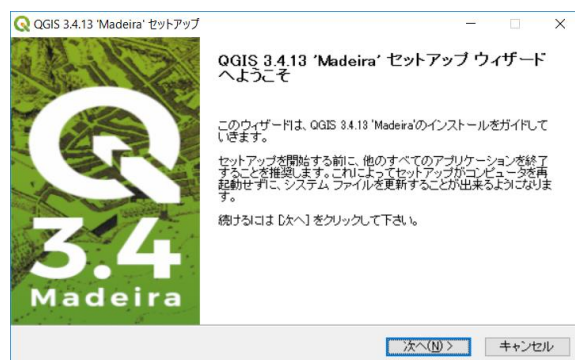 QGIS 3.4.13 'Madeira' セットアップ
QGIS 3.4.13 'Madeira' セットアップ ウィザード
へようこそ
このウィザードは、QGIS 3.4.13 'Madeira'のインストールをガイドして
いきます。
セットアップを開始する前に、他のすべてのアプリケーションを終了
することを推奨します。これによってセットアップがコンピュータを再
起動せずに、システム ファイルを更新することが出来るようになりま
す。
続けるには [次へ] をクリックして下さい。
3.4
Madeira
次へ(N) >
キャンセル